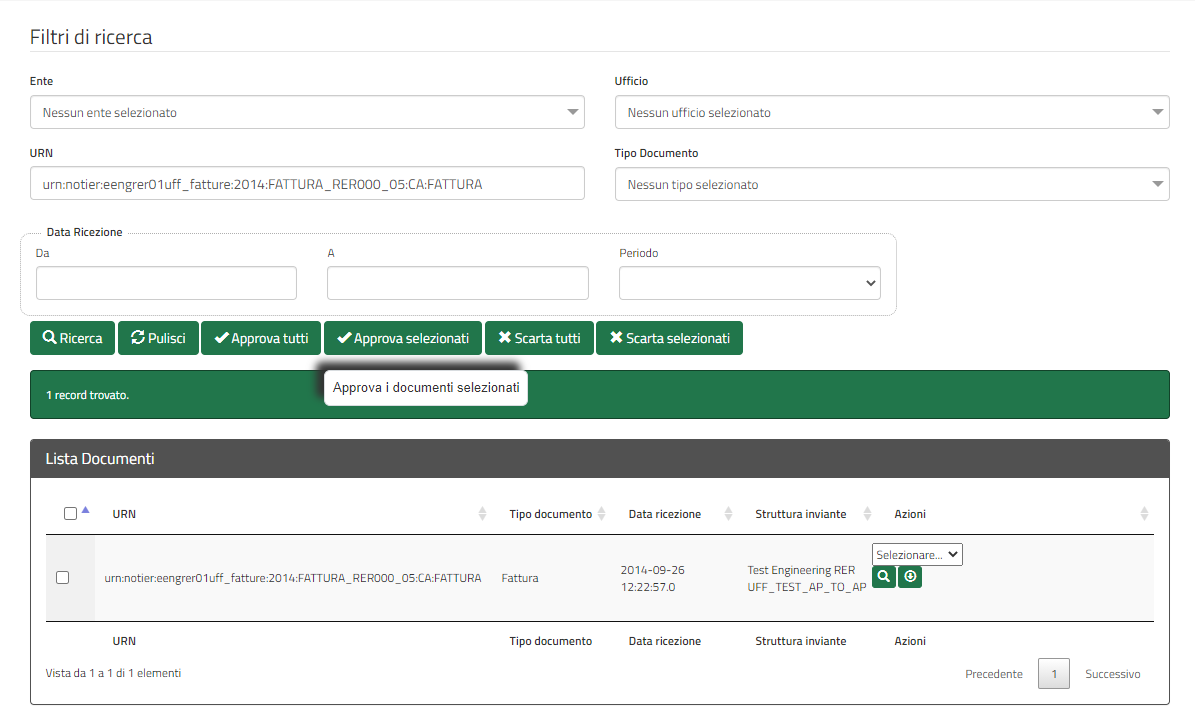 Filtri di ricerca
Ente
Ufficio
Nessun ente selezionato
Nessun ufficio selezionato
URN
Tipo Documento
urn:notier:eengrer01uff_fatture:2014:FATTURA_RER000_05:CA:FATTURA
Nessun tipo selezionato
Data Ricezione
Da
A
Periodo
Ricerca
Pulisci
Approva tutti
Approva selezionati
Scarta tutti
Scarta selezionati
Approva i documenti selezionati
1 record trovato.
Lista Documenti
URN
Tipo documento
Data ricezione
Struttura inviante
Azioni
urn:notier:eengrer01uff_fatture:2014:FATTURA_RER000_05:CA:FATTURA
Fattura
2014-09-26
12:22:57.0
Test Engineering RER
UFF_TEST_AP_TO_AP
Selezionare...
URN
Tipo documento
Data ricezione
Struttura inviante
Azioni
Vista da 1 a 1 di 1 elementi
Precedente
1
Successivo